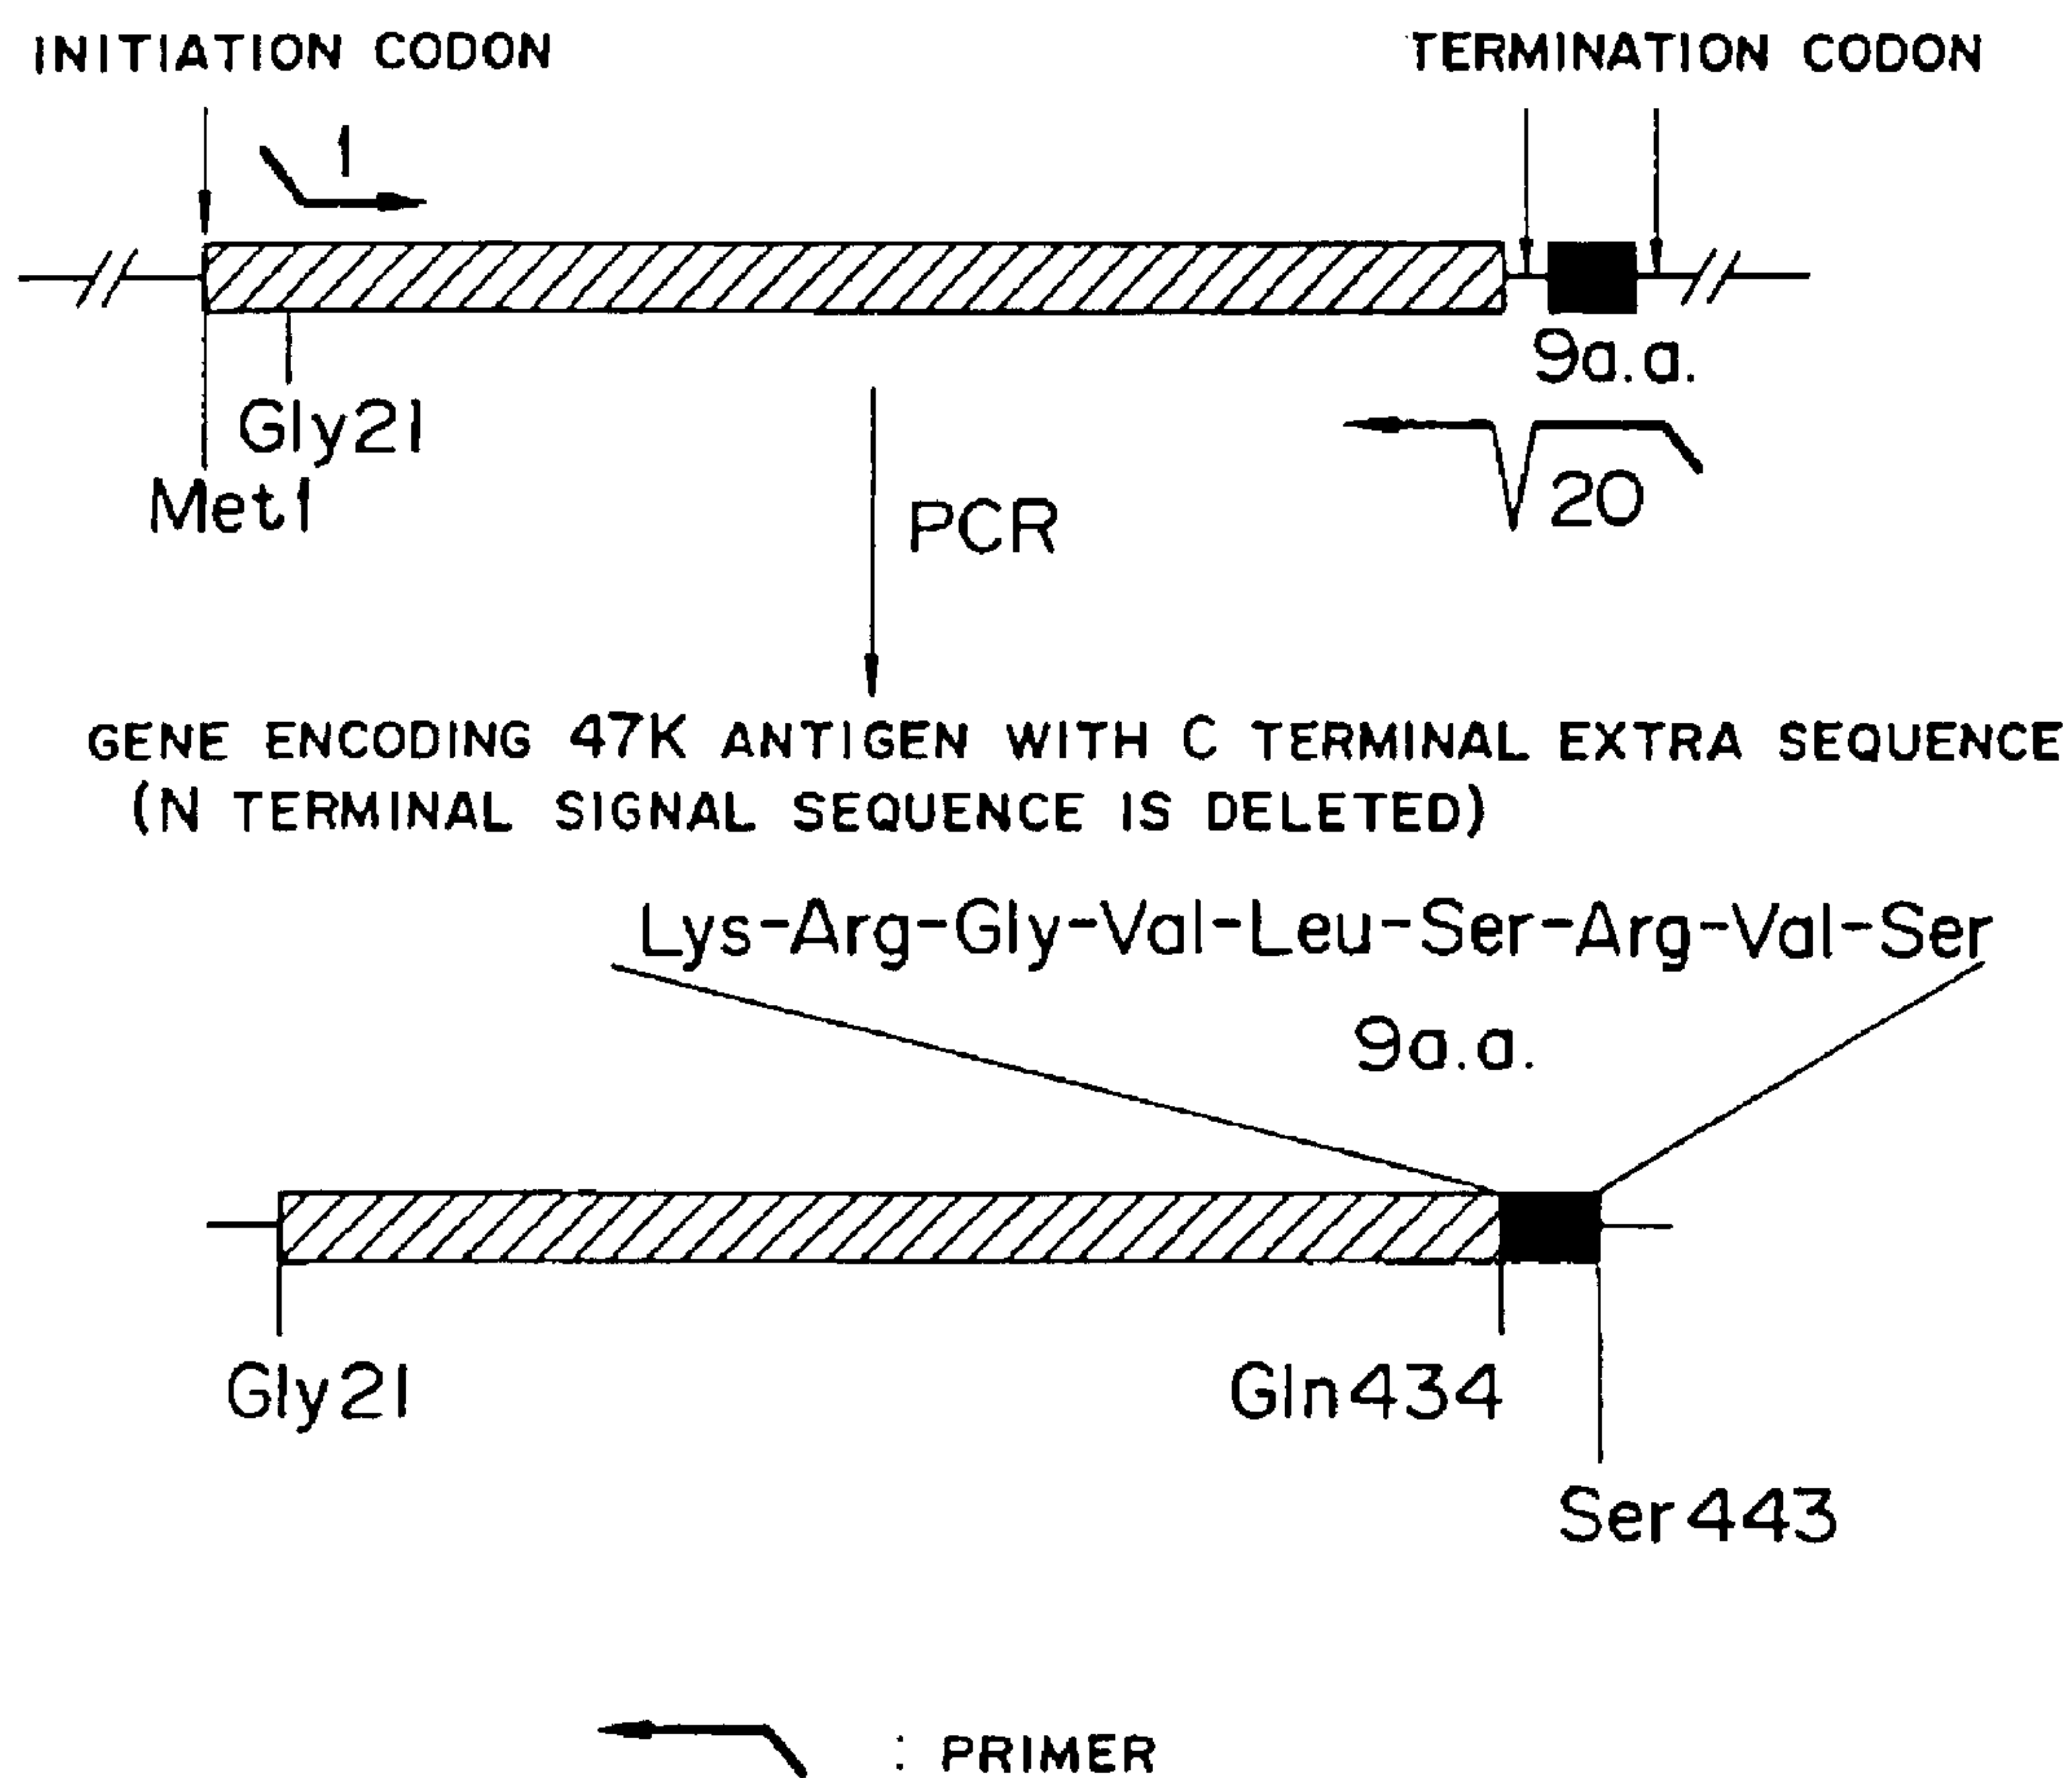 INITIATION CODON
TERMINATION CODON
1
9a.a.
Gly21
Met1
20
PCR
GENE ENCODING 47K ANTIGEN WITH C TERMINAL EXTRA SEQUENCE
(N TERMINAL SIGNAL SEQUENCE IS DELETED)
Lys-Arg-Gly-Val-Leu-Ser-Arg-Val-Ser
9a.a.
Gly21
Gln434
Ser443
: PRIMER